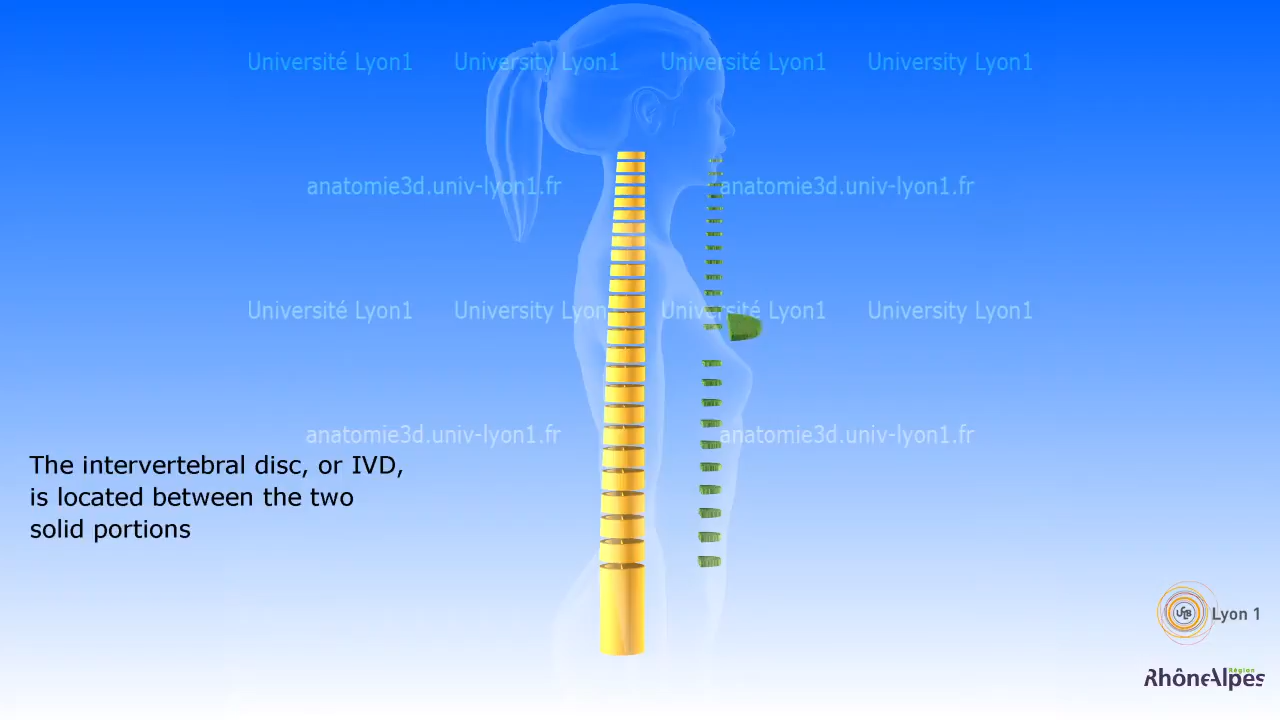 Université Lyon1 University Lyon1 Université Lyon1 University Lyon1
anatomie3d.univ-lyon1.fr anatomie3d.univ-lyon1.fr
Université Lyon1 University Lyon1 Université Lyon1 University Lyon1
anatomie3d.univ-lyon1.fr anatomie3d.univ-lyon1.fr
The intervertebral disc, or IVD,
is located between the two
solid portions
Lyon 1
Région
RhôneAlpes